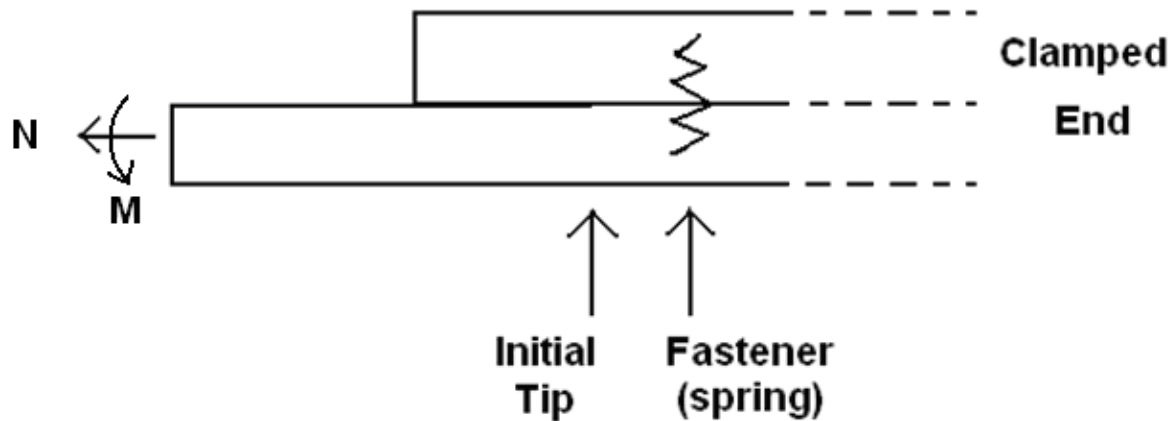 Clamped
End
N
M
Initial
Tip
Fastener
(spring)